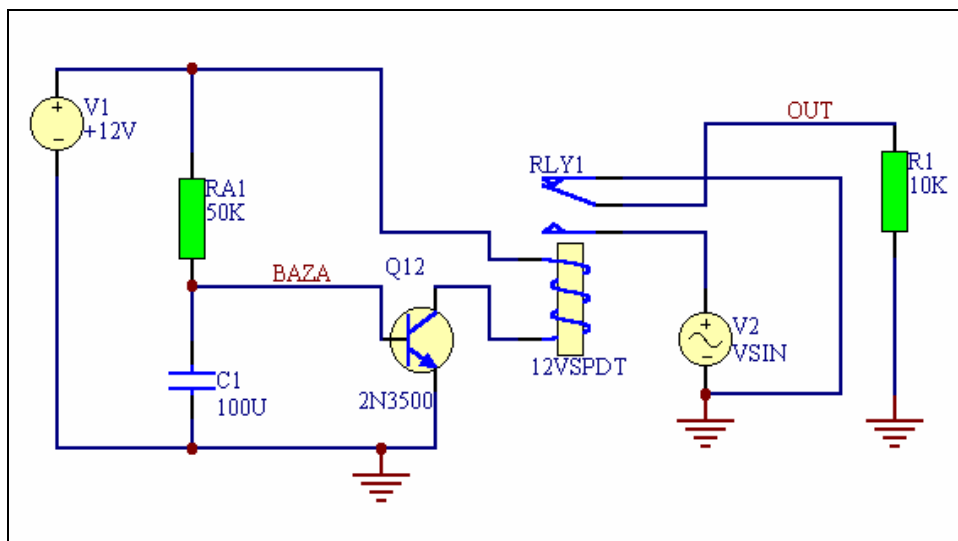 V1
+12V
RA1
50K
BAZA
C1
100U
Q12
2N3500
RLY1
12VSPDT
OUT
V2
VSIN
R1
10K